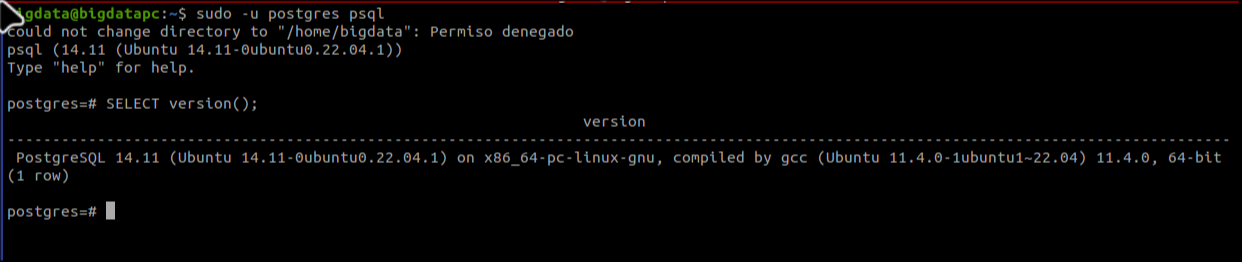 bigdata@bigdatapc:~$ sudo -u postgres psql
could not change directory to "/home/bigdata": Permiso denegado
psql (14.11 (Ubuntu 14.11-0ubuntu0.22.04.1))
Type "help" for help.
postgres=# SELECT version();
version
PostgreSQL 14.11 (Ubuntu 14.11-0ubuntu0.22.04.1) on x86_64-pc-linux-gnu, compiled by gcc (Ubuntu 11.4.0-1ubuntu1~22.04) 11.4.0, 64-bit
(1 row)
postgres=#